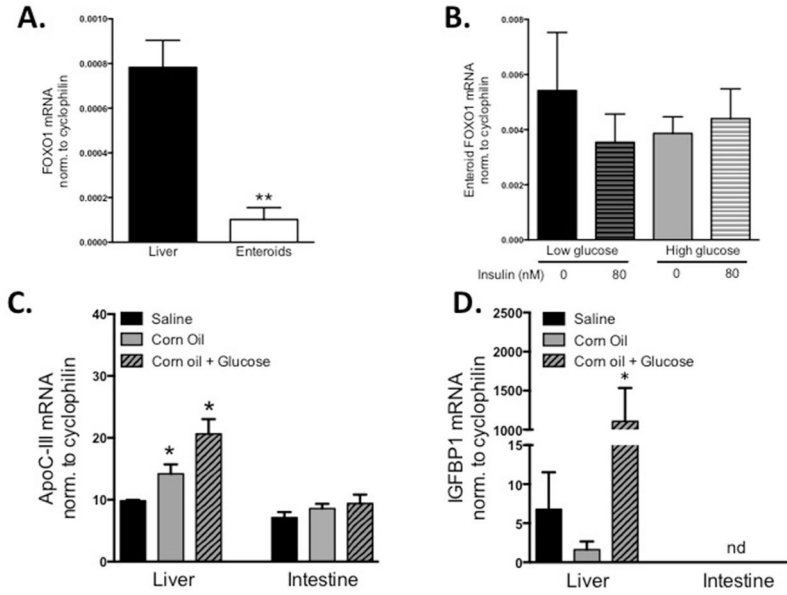 A.
FOXO1 mRNA
norm. to cyclophilin
0.0010
0.0008
0.0006
0.0004
0.0002
0.0000
**
Liver Enteroids
B.
Enteroid FOXO1 mRNA
norm. to cyclophilin
0.008
0.006
0.004
0.002
0.000
Low glucose High glucose
Insulin (nM) 0 80 0 80
C.
ApoC-III mRNA
norm. to cyclophilin
40
30
20
10
0
Saline
Corn Oil
Corn oil + Glucose
* *
Liver Intestine
D.
IGFBP1 mRNA
norm. to cyclophilin
2500
2000
1500
1000
15
10
5
0
Saline
Corn Oil
Corn oil + Glucose
*
nd
Liver Intestine